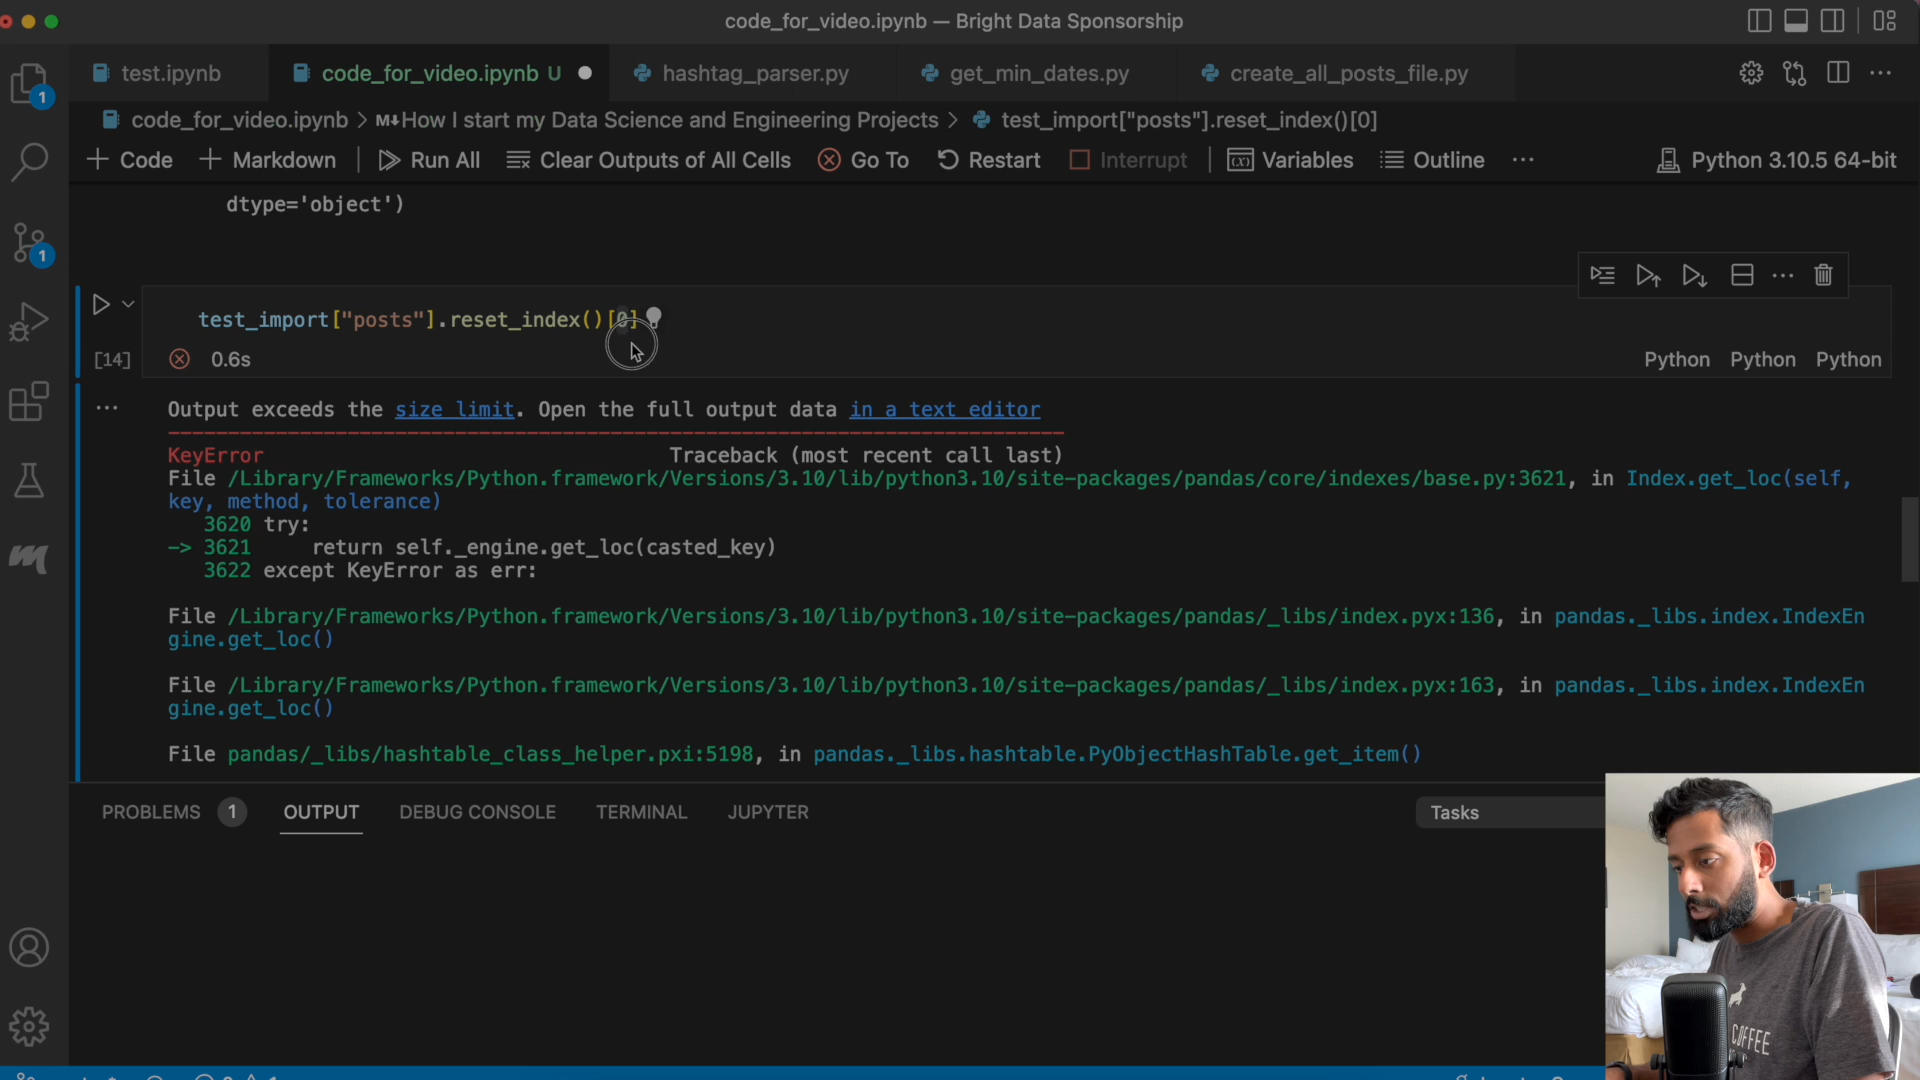 code_for_video.ipynb — Bright Data Sponsorship
test.ipynb
code_for_video.ipynb U
hashtag_parser.py
get_min_dates.py
create_all_posts_file.py
1
code_for_video.ipynb > M↓How I start my Data Science and Engineering Projects > test_import["posts"].reset_index()[0]
+ Code + Markdown | Run All Clear Outputs of All Cells Go To Restart Interrupt | (x) Variables Outline ··· Python 3.10.5 64-bit
dtype='object')
1
test_import["posts"].reset_index()[0]
[14] 0.6s Python Python Python
··· Output exceeds the size limit. Open the full output data in a text editor
KeyError Traceback (most recent call last)
File /Library/Frameworks/Python.framework/Versions/3.10/lib/python3.10/site-packages/pandas/core/indexes/base.py:3621, in Index.get_loc(self,
key, method, tolerance)
3620 try:
-> 3621 return self._engine.get_loc(casted_key)
3622 except KeyError as err:
File /Library/Frameworks/Python.framework/Versions/3.10/lib/python3.10/site-packages/pandas/_libs/index.pyx:136, in pandas._libs.index.IndexEn
gine.get_loc()
File /Library/Frameworks/Python.framework/Versions/3.10/lib/python3.10/site-packages/pandas/_libs/index.pyx:163, in pandas._libs.index.IndexEn
gine.get_loc()
File pandas/_libs/hashtable_class_helper.pxi:5198, in pandas._libs.hashtable.PyObjectHashTable.get_item()
PROBLEMS 1 OUTPUT DEBUG CONSOLE TERMINAL JUPYTER Tasks
COFFEE